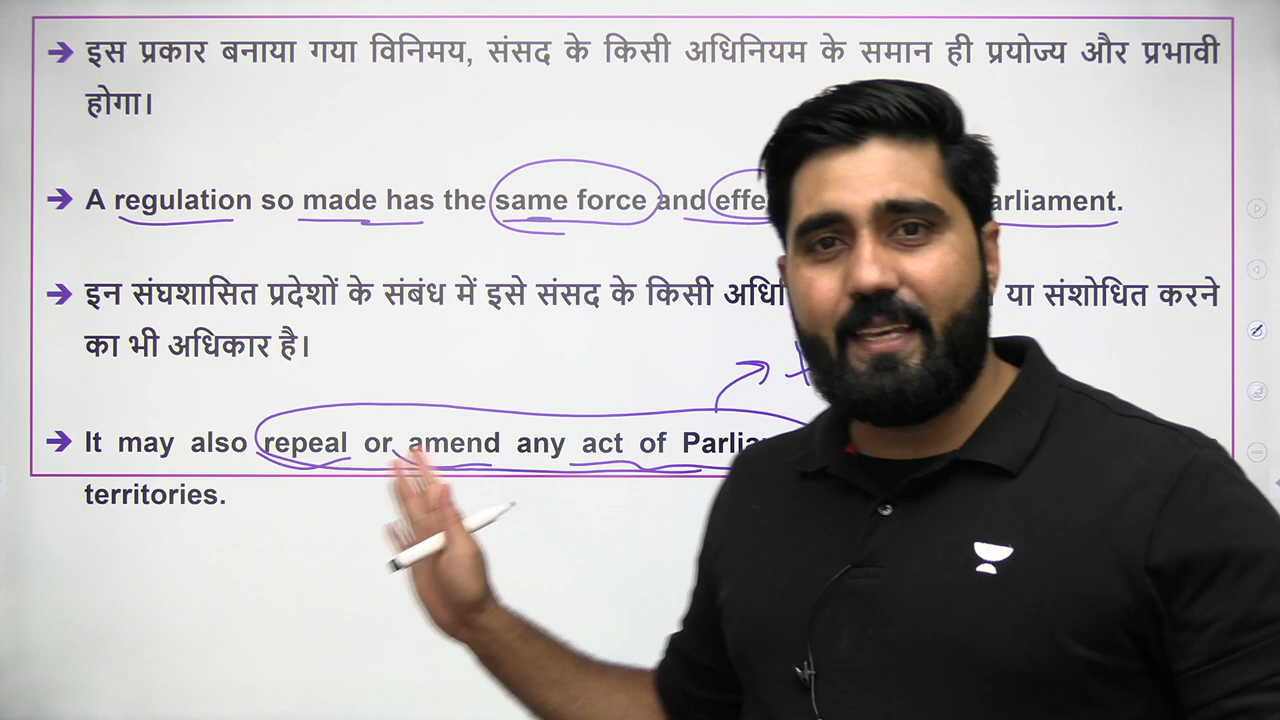 → इस प्रकार बनाया गया विनिमय, संसद के किसी अधिनियम के समान ही प्रयोज्य और प्रभावी
होगा।
→ A regulation so made has the same force and arliament.
→ इन संघशासित प्रदेशों के संबंध में इसे संसद के किसी या संशोधित करने
का भी अधिकार है।
→ It may also repeal or amend any act of
territories.